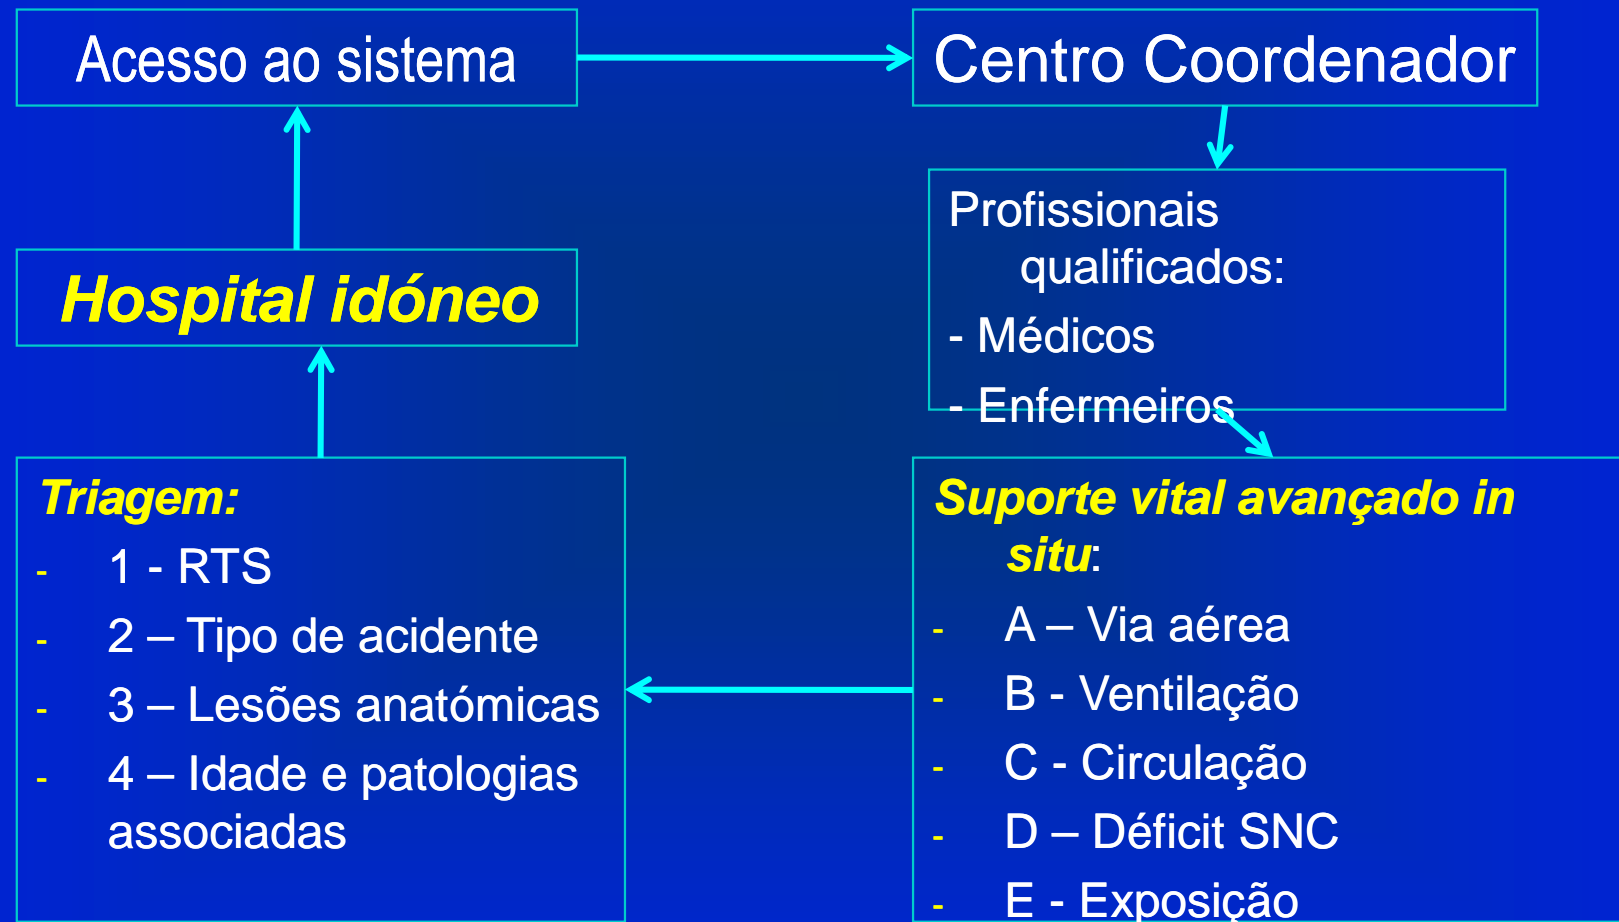 Acesso ao sistema
Centro Coordenador
Profissionais
qualificados:
- Médicos
- Enfermeiros
Hospital idóneo
Triagem:
- 1 - RTS
- 2 – Tipo de acidente
- 3 – Lesões anatómicas
- 4 – Idade e patologias
associadas
Suporte vital avançado in
situ:
- A – Via aérea
- B - Ventilação
- C - Circulação
- D – Déficit SNC
- E - Exposição